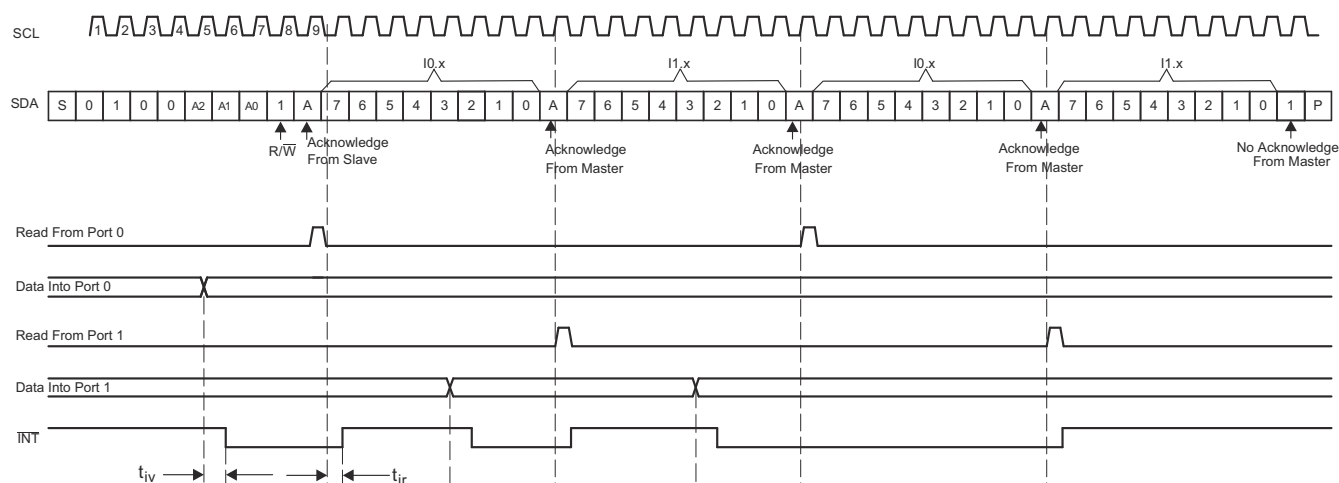 SCL 1 2 3 4 5 6 7 8 9
I0.x I1.x I0.x I1.x
SDA S 0 1 0 0 A2 A1 A0 1 A 7 6 5 4 3 2 1 0 A 7 6 5 4 3 2 1 0 A 7 6 5 4 3 2 1 0 A 7 6 5 4 3 2 1 0 1 P
R/W
Acknowledge
From Slave
Acknowledge
From Master
Acknowledge
From Master
Acknowledge
From Master
No Acknowledge
From Master
Read From Port 0
Data Into Port 0
Read From Port 1
Data Into Port 1
INT
tiv tir